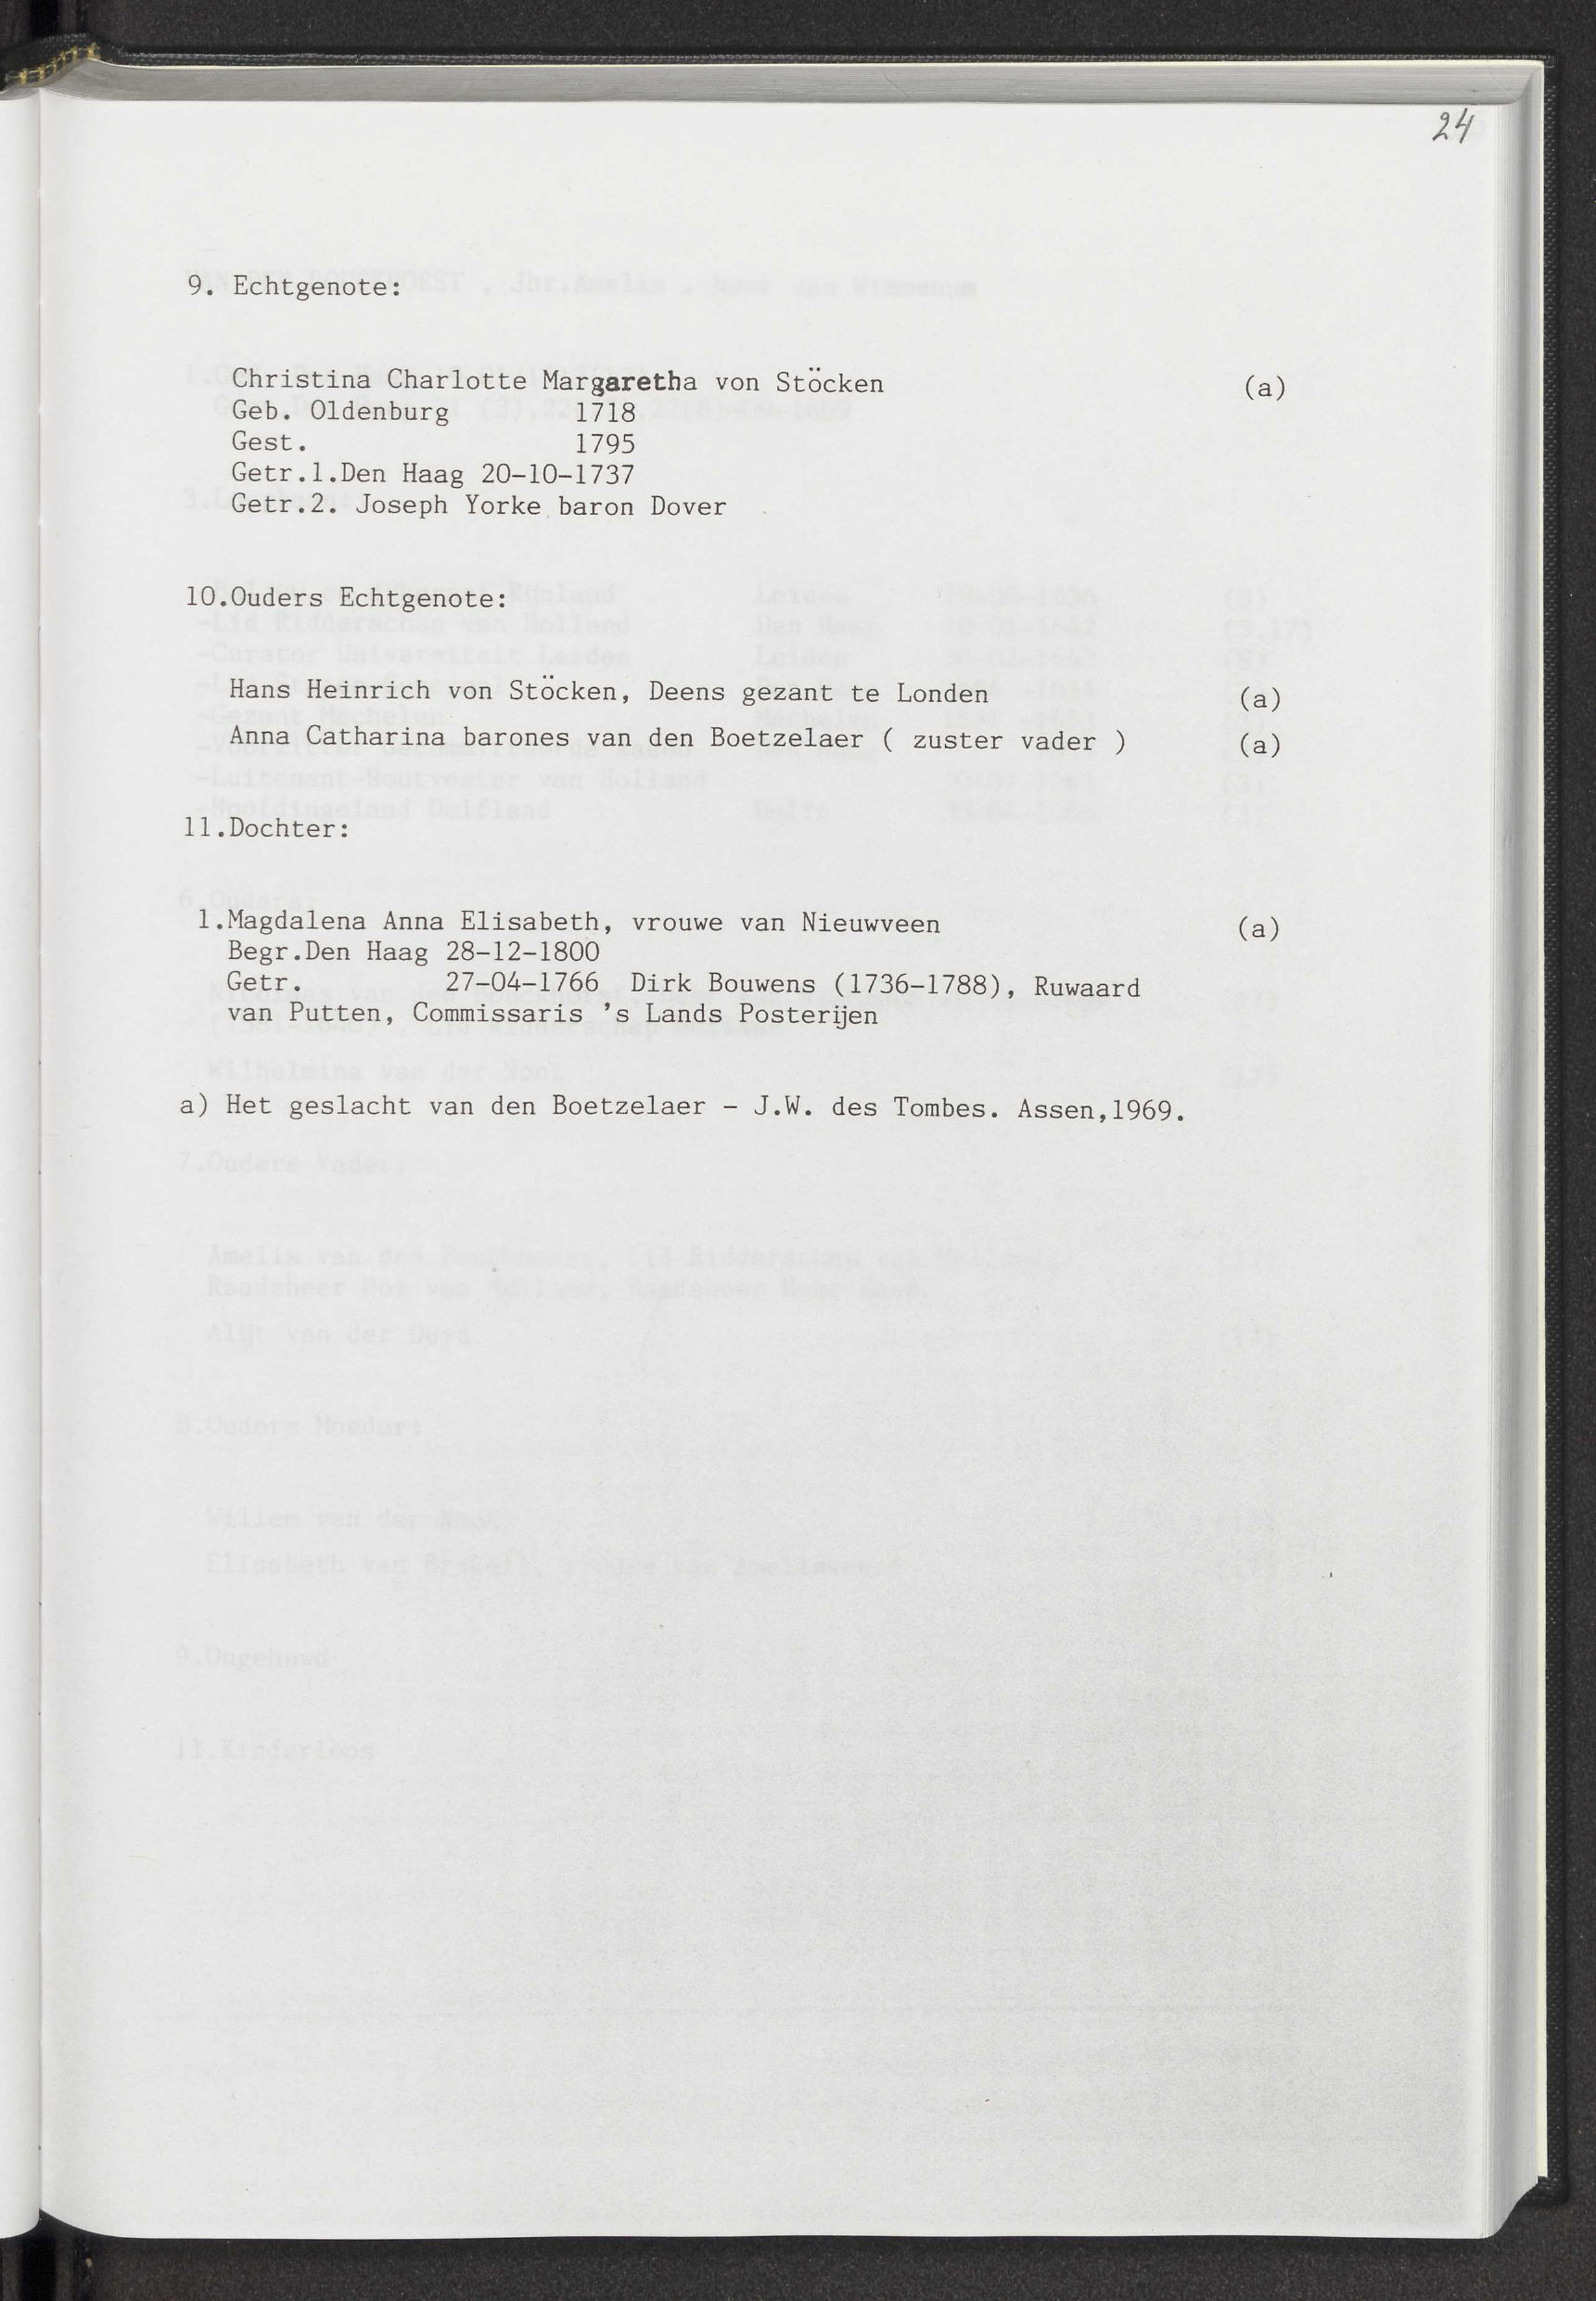 24
9. Echtgenote:
Christina Charlotte Margaretha von Stöcken (a)
Geb. Oldenburg 1718
Gest. 1795
Getr.1.Den Haag 20-10-1737
Getr.2. Joseph Yorke baron Dover
10.Ouders Echtgenote:
Hans Heinrich von Stöcken, Deens gezant te Londen (a)
Anna Catharina barones van den Boetzelaer ( zuster vader ) (a)
11.Dochter:
1.Magdalena Anna Elisabeth, vrouwe van Nieuwveen (a)
Begr.Den Haag 28-12-1800
Getr. 27-04-1766 Dirk Bouwens (1736-1788), Ruwaard
van Putten, Commissaris 's Lands Posterijen
a) Het geslacht van den Boetzelaer - J.W. des Tombes. Assen,1969.